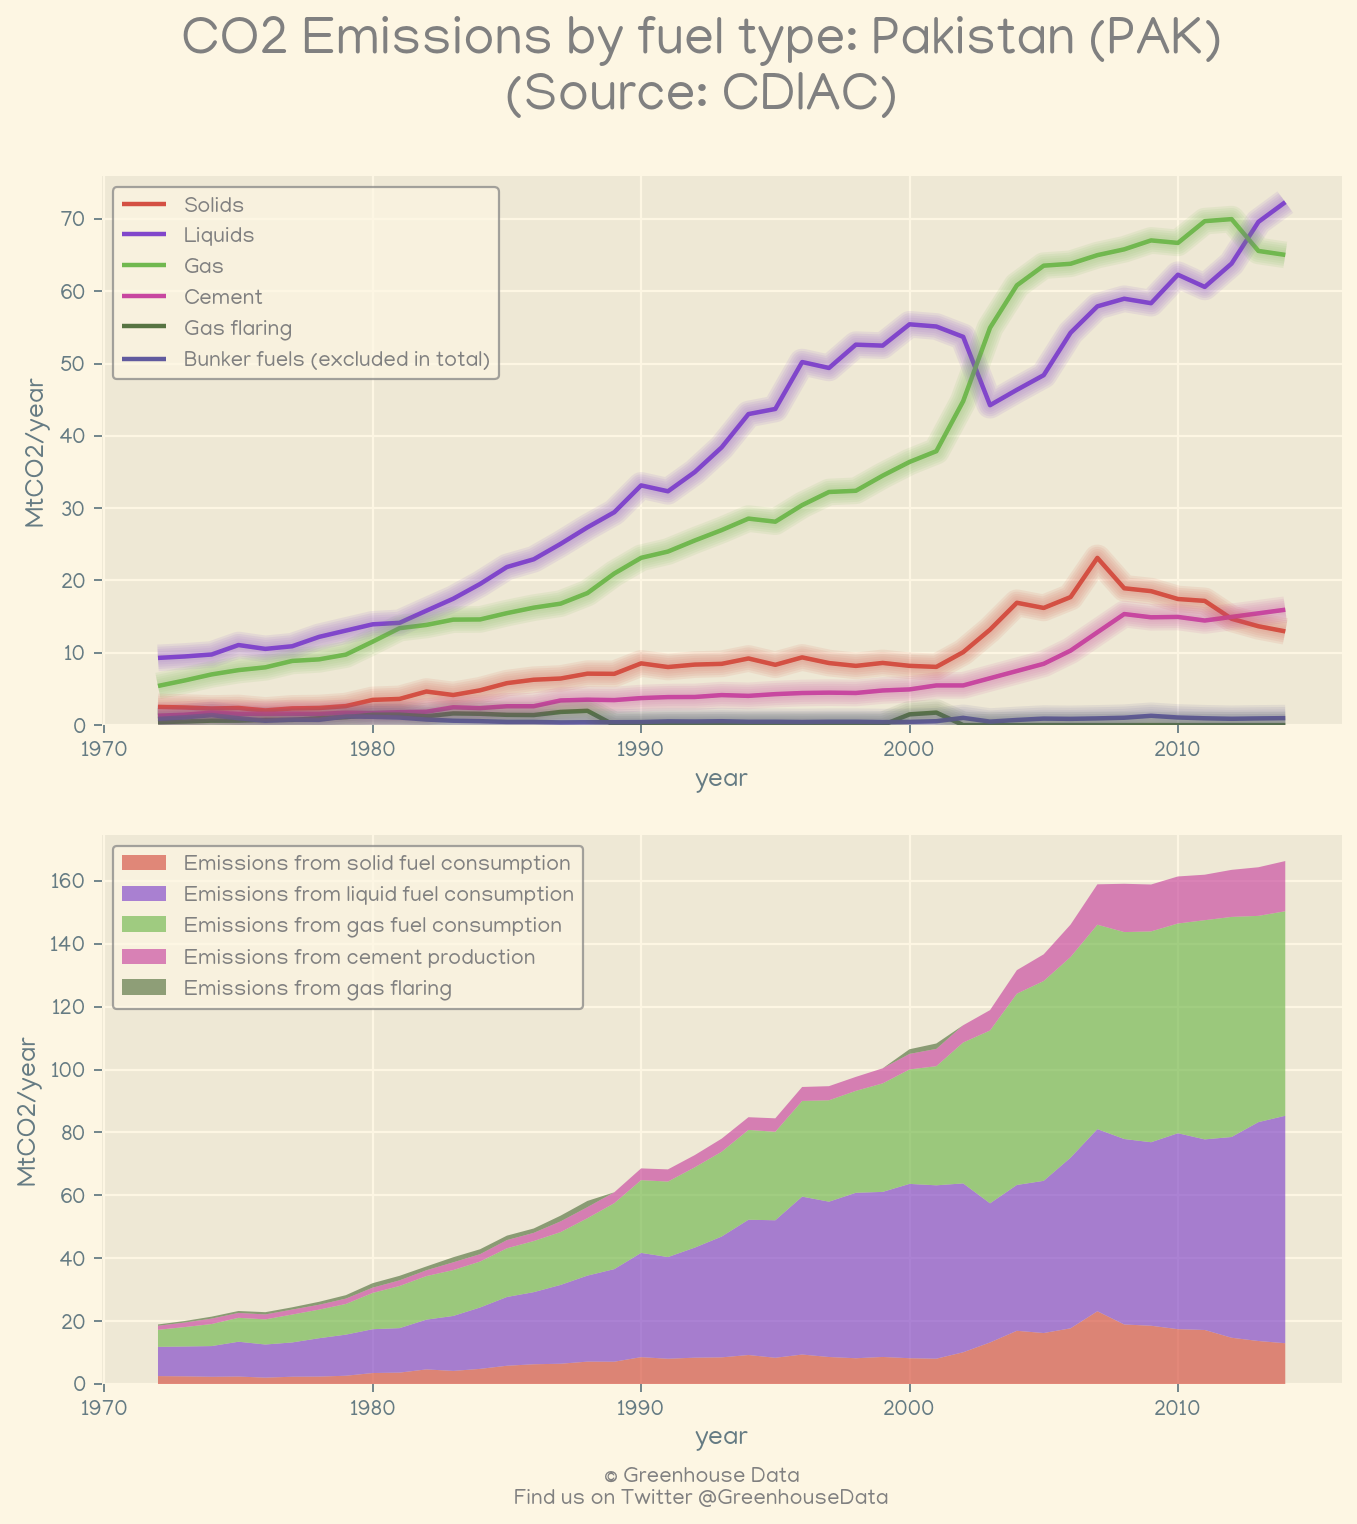 CO2 Emissions by fuel type: Pakistan (PAK)
(Source: CDIAC)
Solids
Liquids
Gas
Cement
Gas flaring
Bunker fuels (excluded in total)
MtCO2/year
70
60
50
40
30
20
10
0
1970 1980 1990 2000 2010
year
Emissions from solid fuel consumption
Emissions from liquid fuel consumption
Emissions from gas fuel consumption
Emissions from cement production
Emissions from gas flaring
MtCO2/year
160
140
120
100
80
60
40
20
0
1970 1980 1990 2000 2010
year
© Greenhouse Data
Find us on Twitter @GreenhouseData